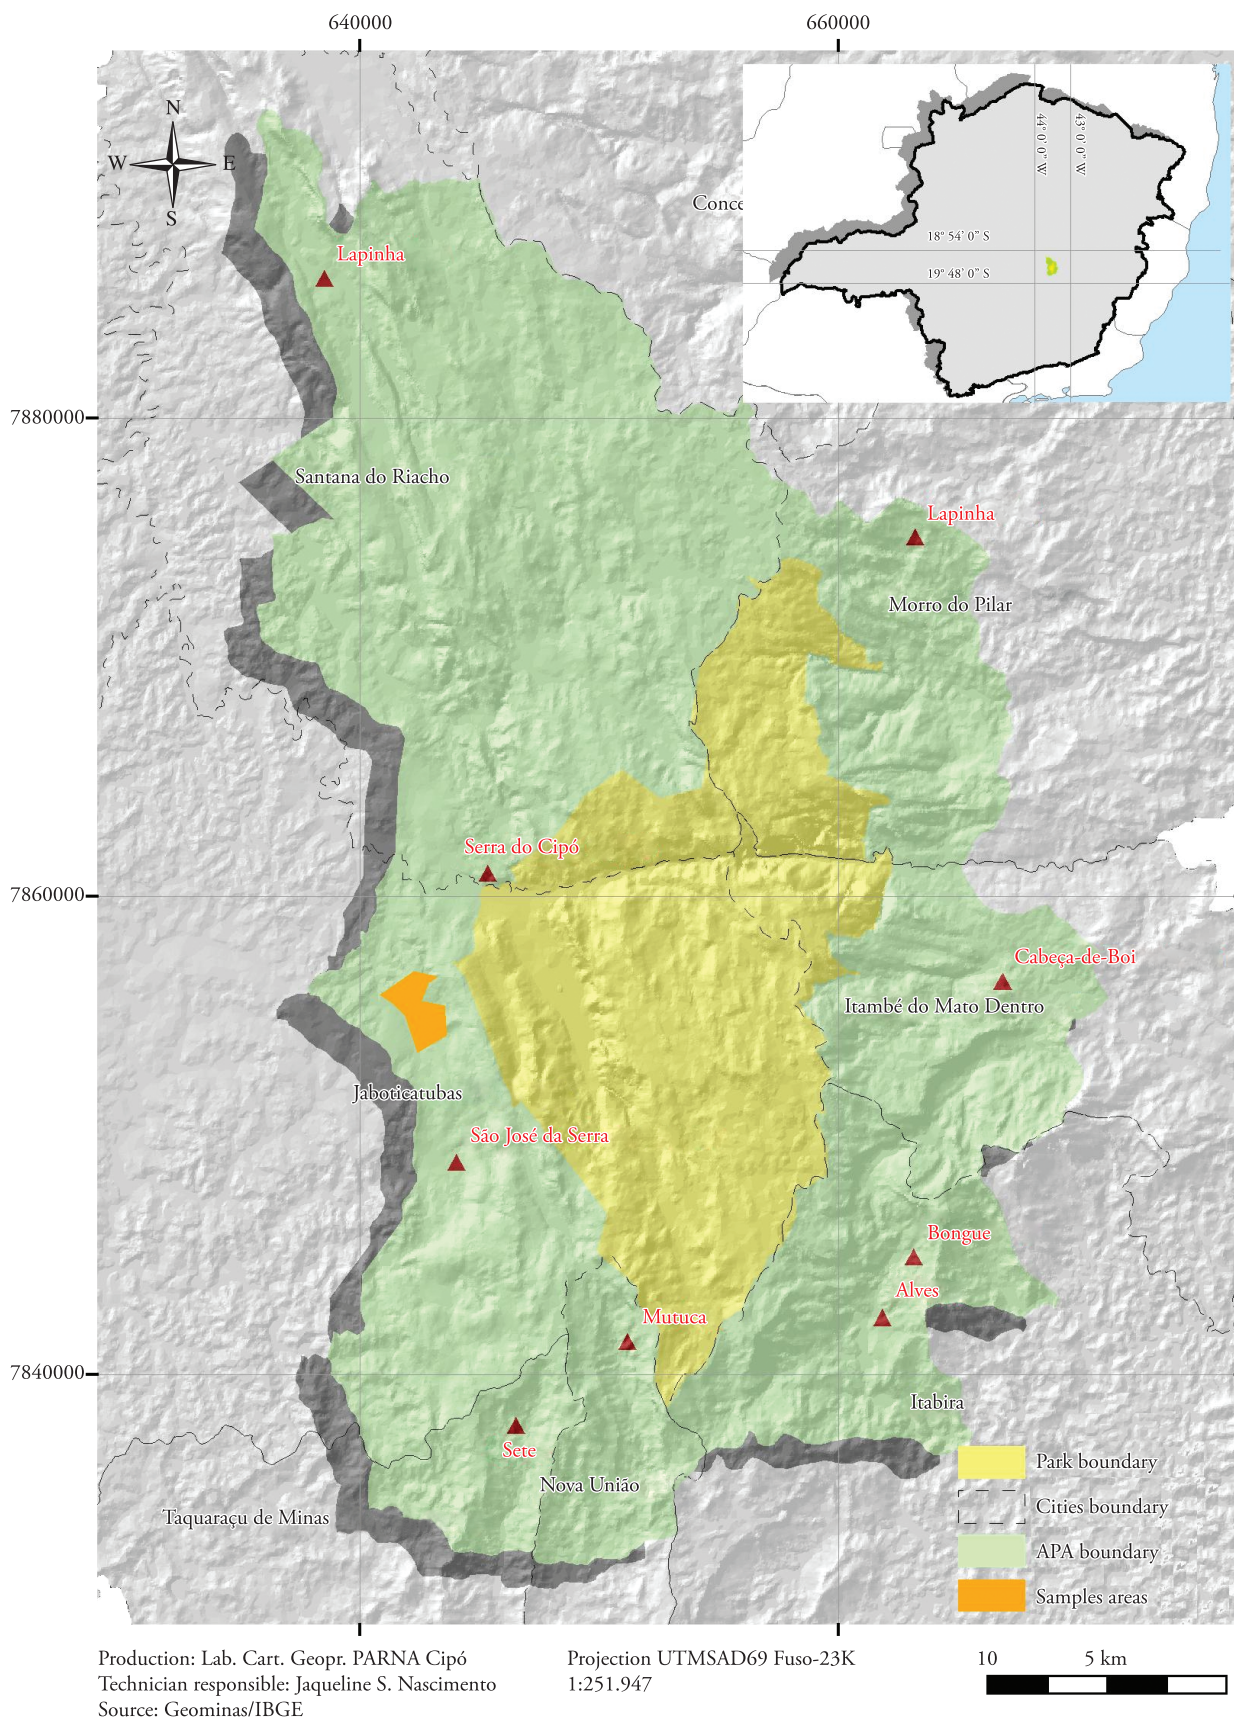 640000
660000
N
W
E
S
44° 0' 0" W
43° 0' 0" W
18° 54' 0" S
19° 48' 0" S
Conce
Lapinha
7880000
Santana do Riacho
Lapinha
Morro do Pilar
Serra do Cipó
7860000
Cabeça-de-Boi
Itambé do Mato Dentro
Jaboticatubas
São José da Serra
Bongue
Alves
Mutuca
7840000
Itabira
Sete
Nova União
Taquaraçu de Minas
Park boundary
Cities boundary
APA boundary
Samples areas
Production: Lab. Cart. Geopr. PARNA Cipó
Technician responsible: Jaqueline S. Nascimento
Source: Geominas/IBGE
Projection UTMSAD69 Fuso-23K
1:251.947
10
5 km